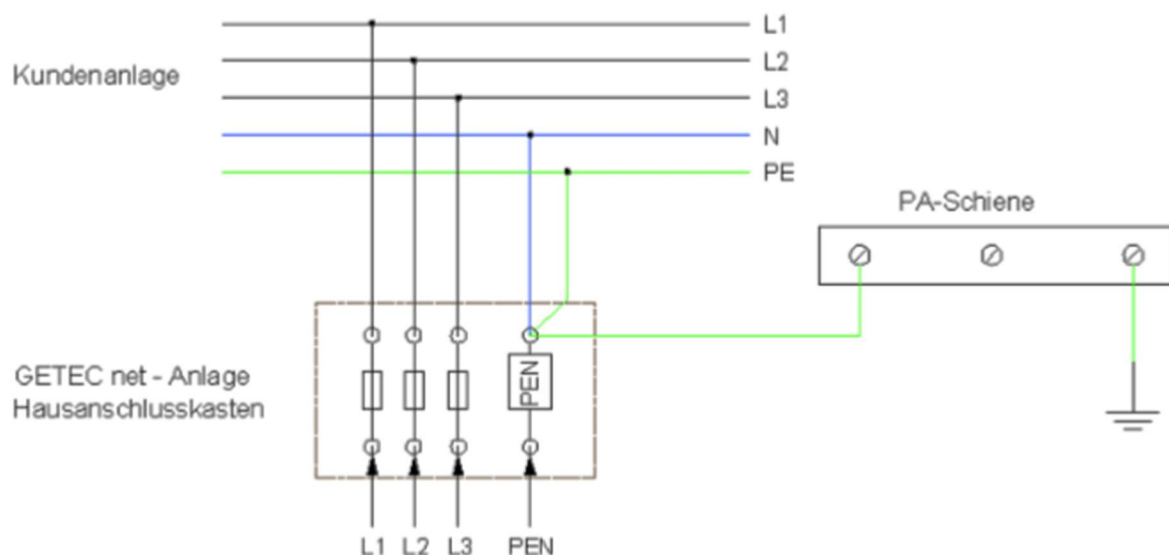 L1
L2
Kundenanlage
L3
N
PE
PA-Schiene
PEN
GETEC net - Anlage
Hausanschlusskasten
L1 L2 L3 PEN